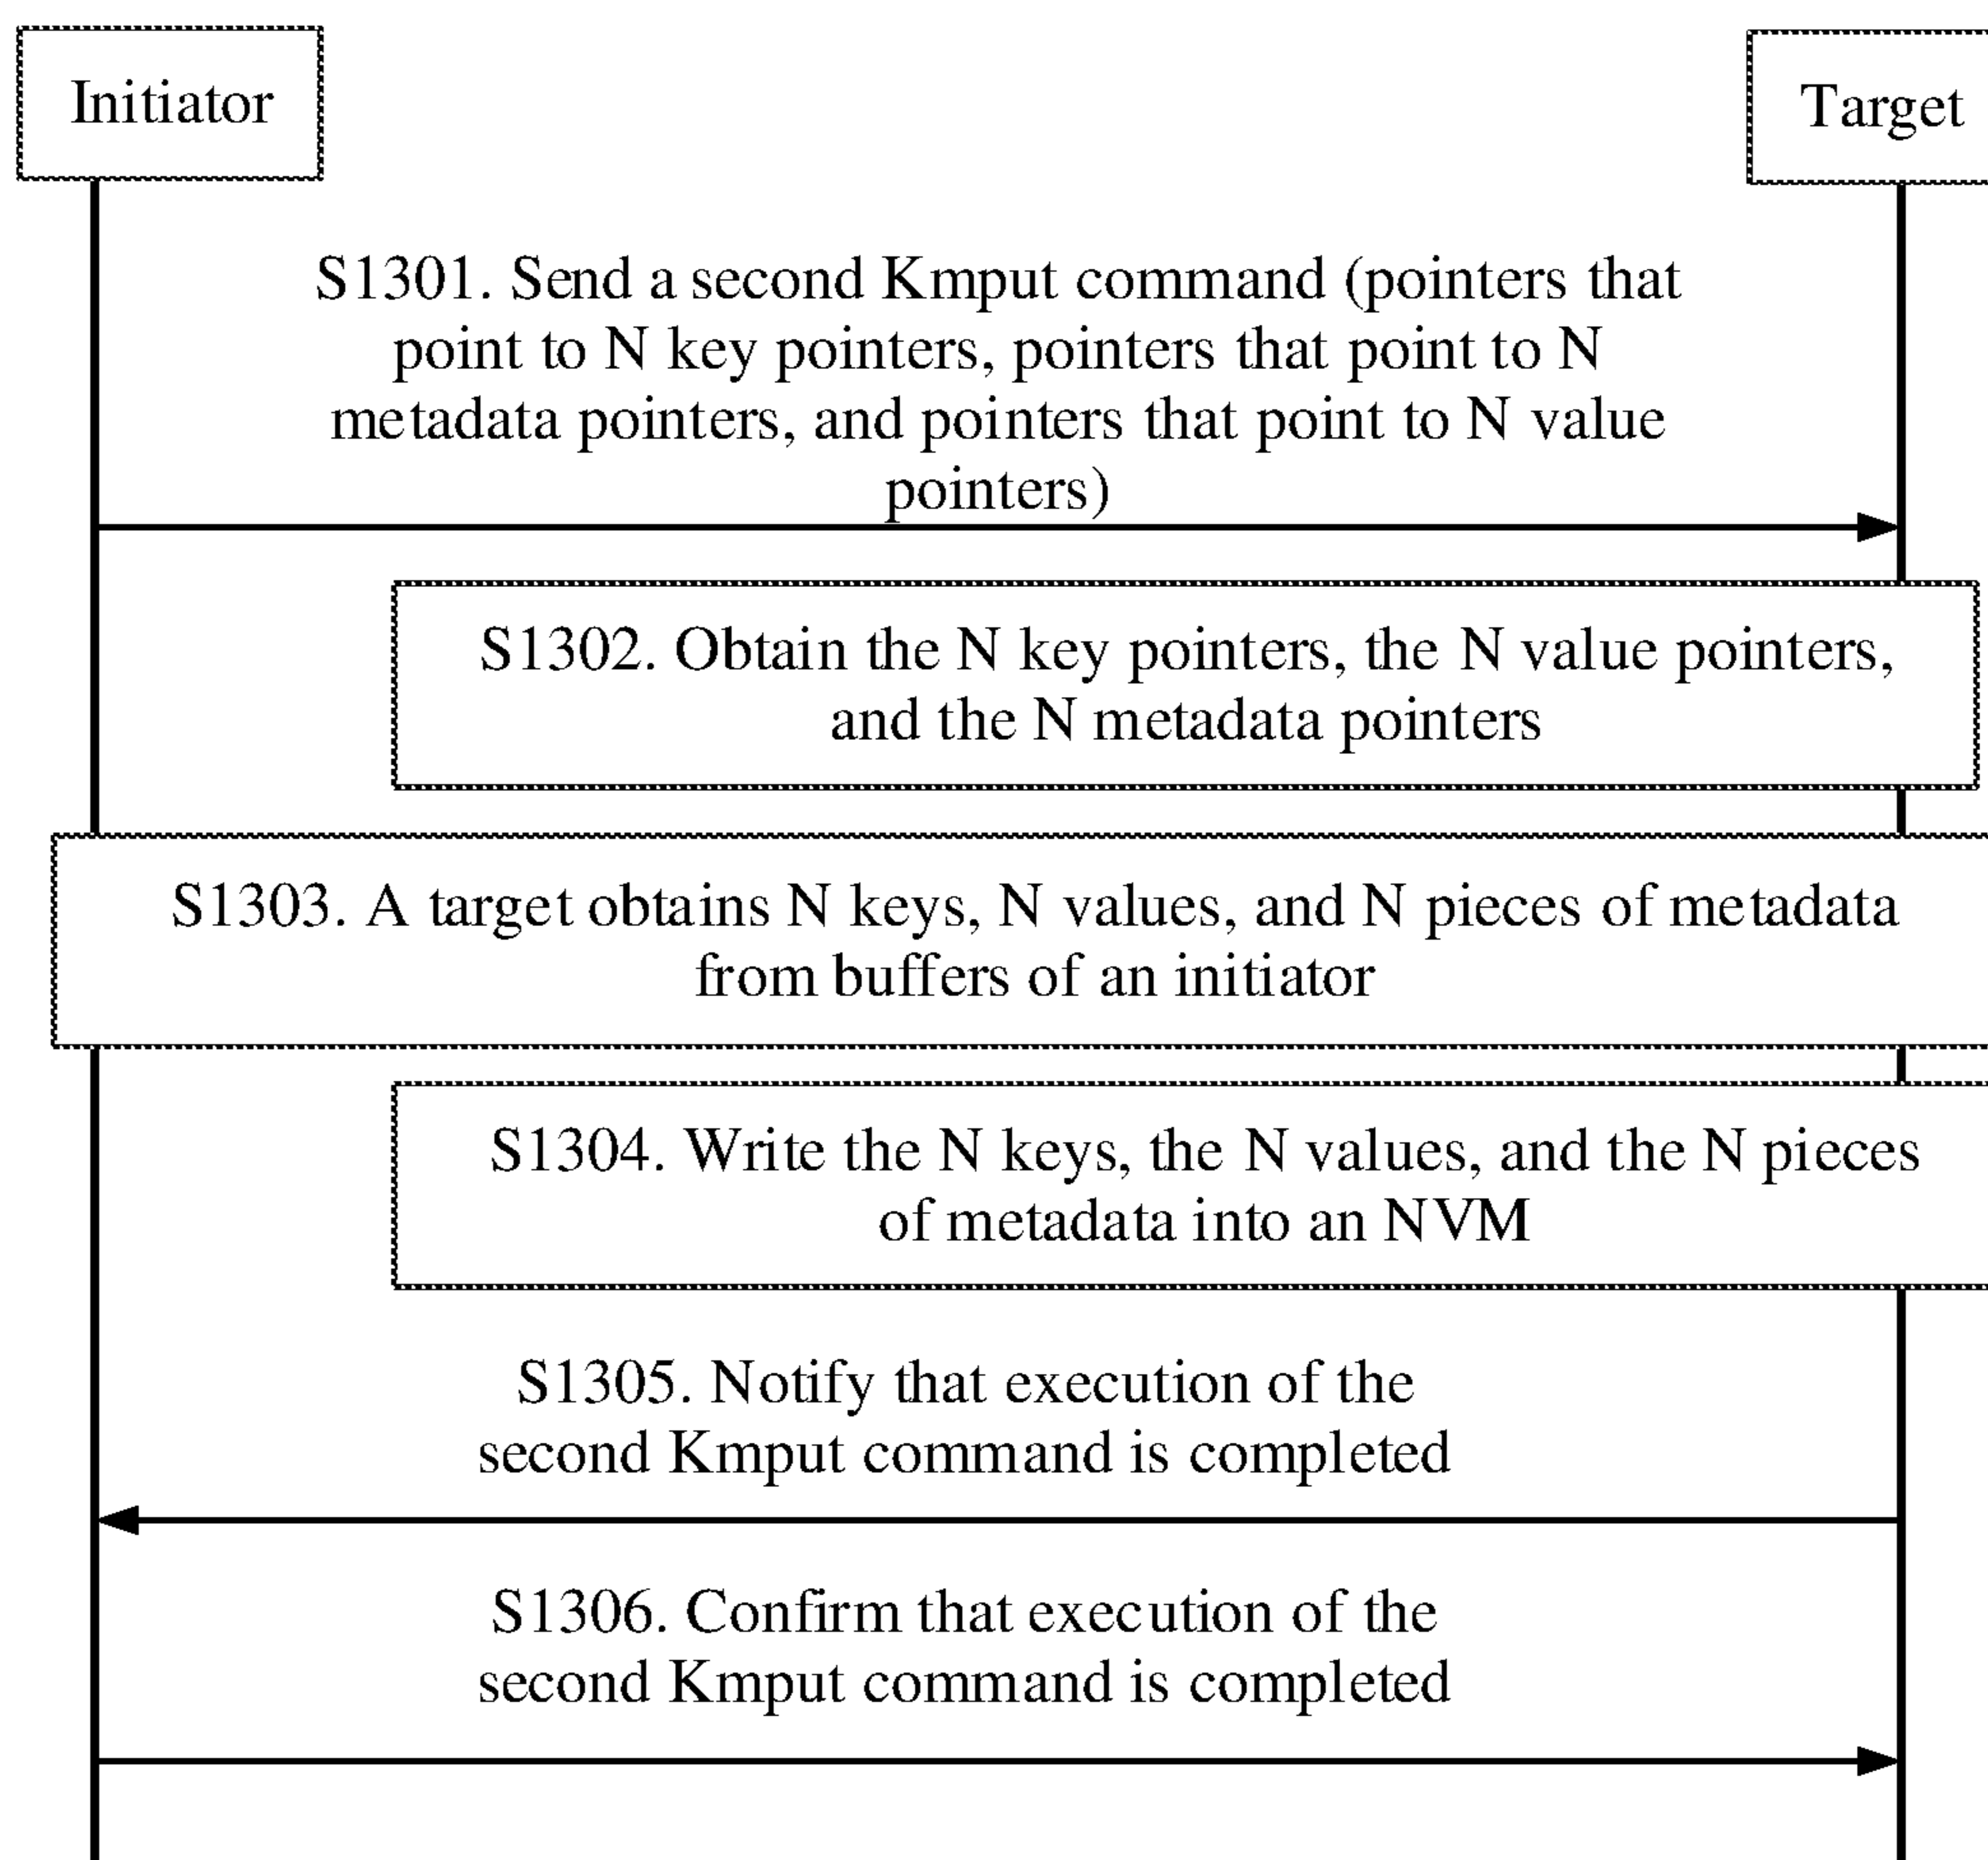 Initiator
Target
S1301. Send a second Kmput command (pointers that
point to N key pointers, pointers that point to N
metadata pointers, and pointers that point to N value
pointers)
S1302. Obtain the N key pointers, the N value pointers,
and the N metadata pointers
S1303. A target obtains N keys, N values, and N pieces of metadata
from buffers of an initiator
S1304. Write the N keys, the N values, and the N pieces
of metadata into an NVM
S1305. Notify that execution of the
second Kmput command is completed
S1306. Confirm that execution of the
second Kmput command is completed